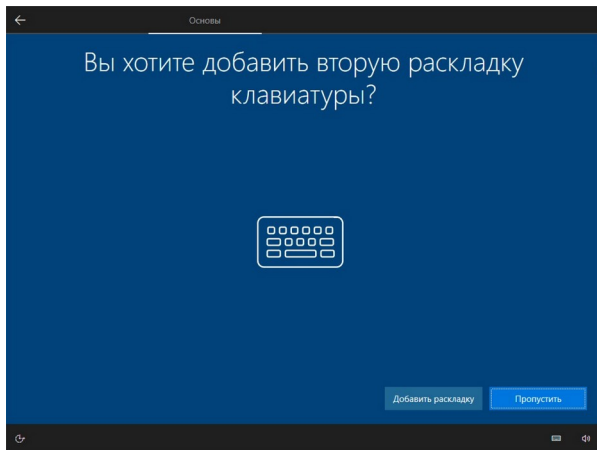 Основы
Вы хотите добавить вторую раскладку
клавиатуры?
Добавить раскладку
Пропустить